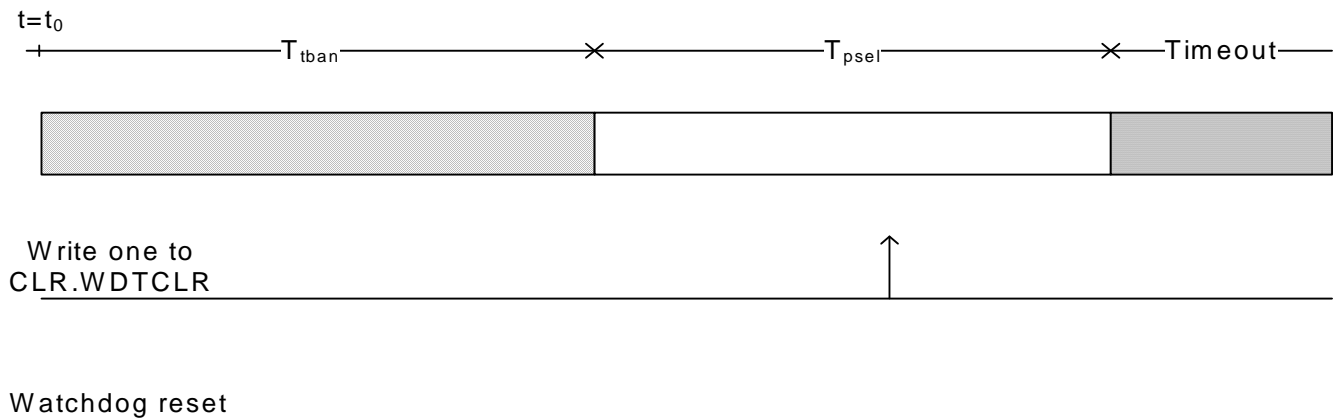 t=t₀
Ttban
Tpsel
Timeout
Write one to
CLR.WDTCLR
Watchdog reset